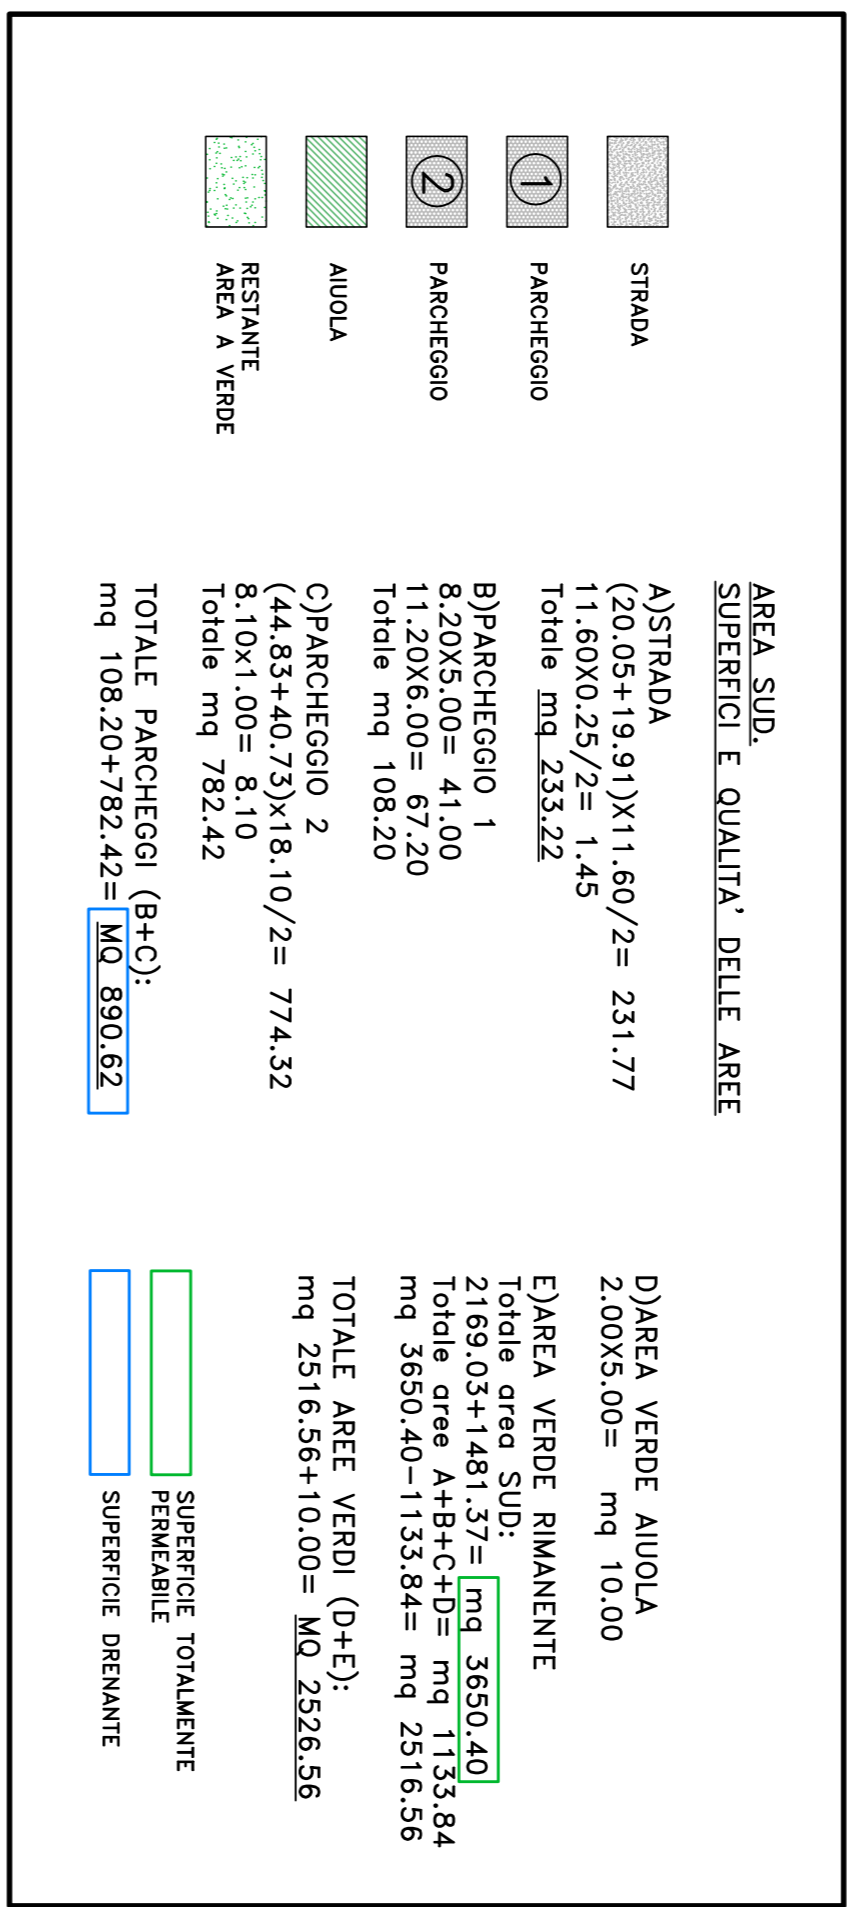 AREA SUD.
SUPERFICI E QUALITA' DELLE AREE
STRADA
1
PARCHEGGIO
2
PARCHEGGIO
AIUOLA
RESTANTE
AREA A VERDE
A)STRADA
(20.05+19.91)X11.60/2= 231.77
11.60X0.25/2= 1.45
Totale mq 233.22
B)PARCHEGGIO 1
8.20X5.00= 41.00
11.20X6.00= 67.20
Totale mq 108.20
C)PARCHEGGIO 2
(44.83+40.73)x18.10/2= 774.32
8.10x1.00= 8.10
Totale mq 782.42
TOTALE PARCHEGGI (B+C):
mq 108.20+782.42= MQ 890.62
D)AREA VERDE AIUOLA
2.00X5.00= mq 10.00
E)AREA VERDE RIMANENTE
Totale area SUD:
2169.03+1481.37= mq 3650.40
Totale aree A+B+C+D= mq 1133.84
mq 3650.40-1133.84= mq 2516.56
TOTALE AREE VERDI (D+E):
mq 2516.56+10.00= MQ 2526.56
SUPERFICIE TOTALMENTE
PERMEABILE
SUPERFICIE DRENANTE